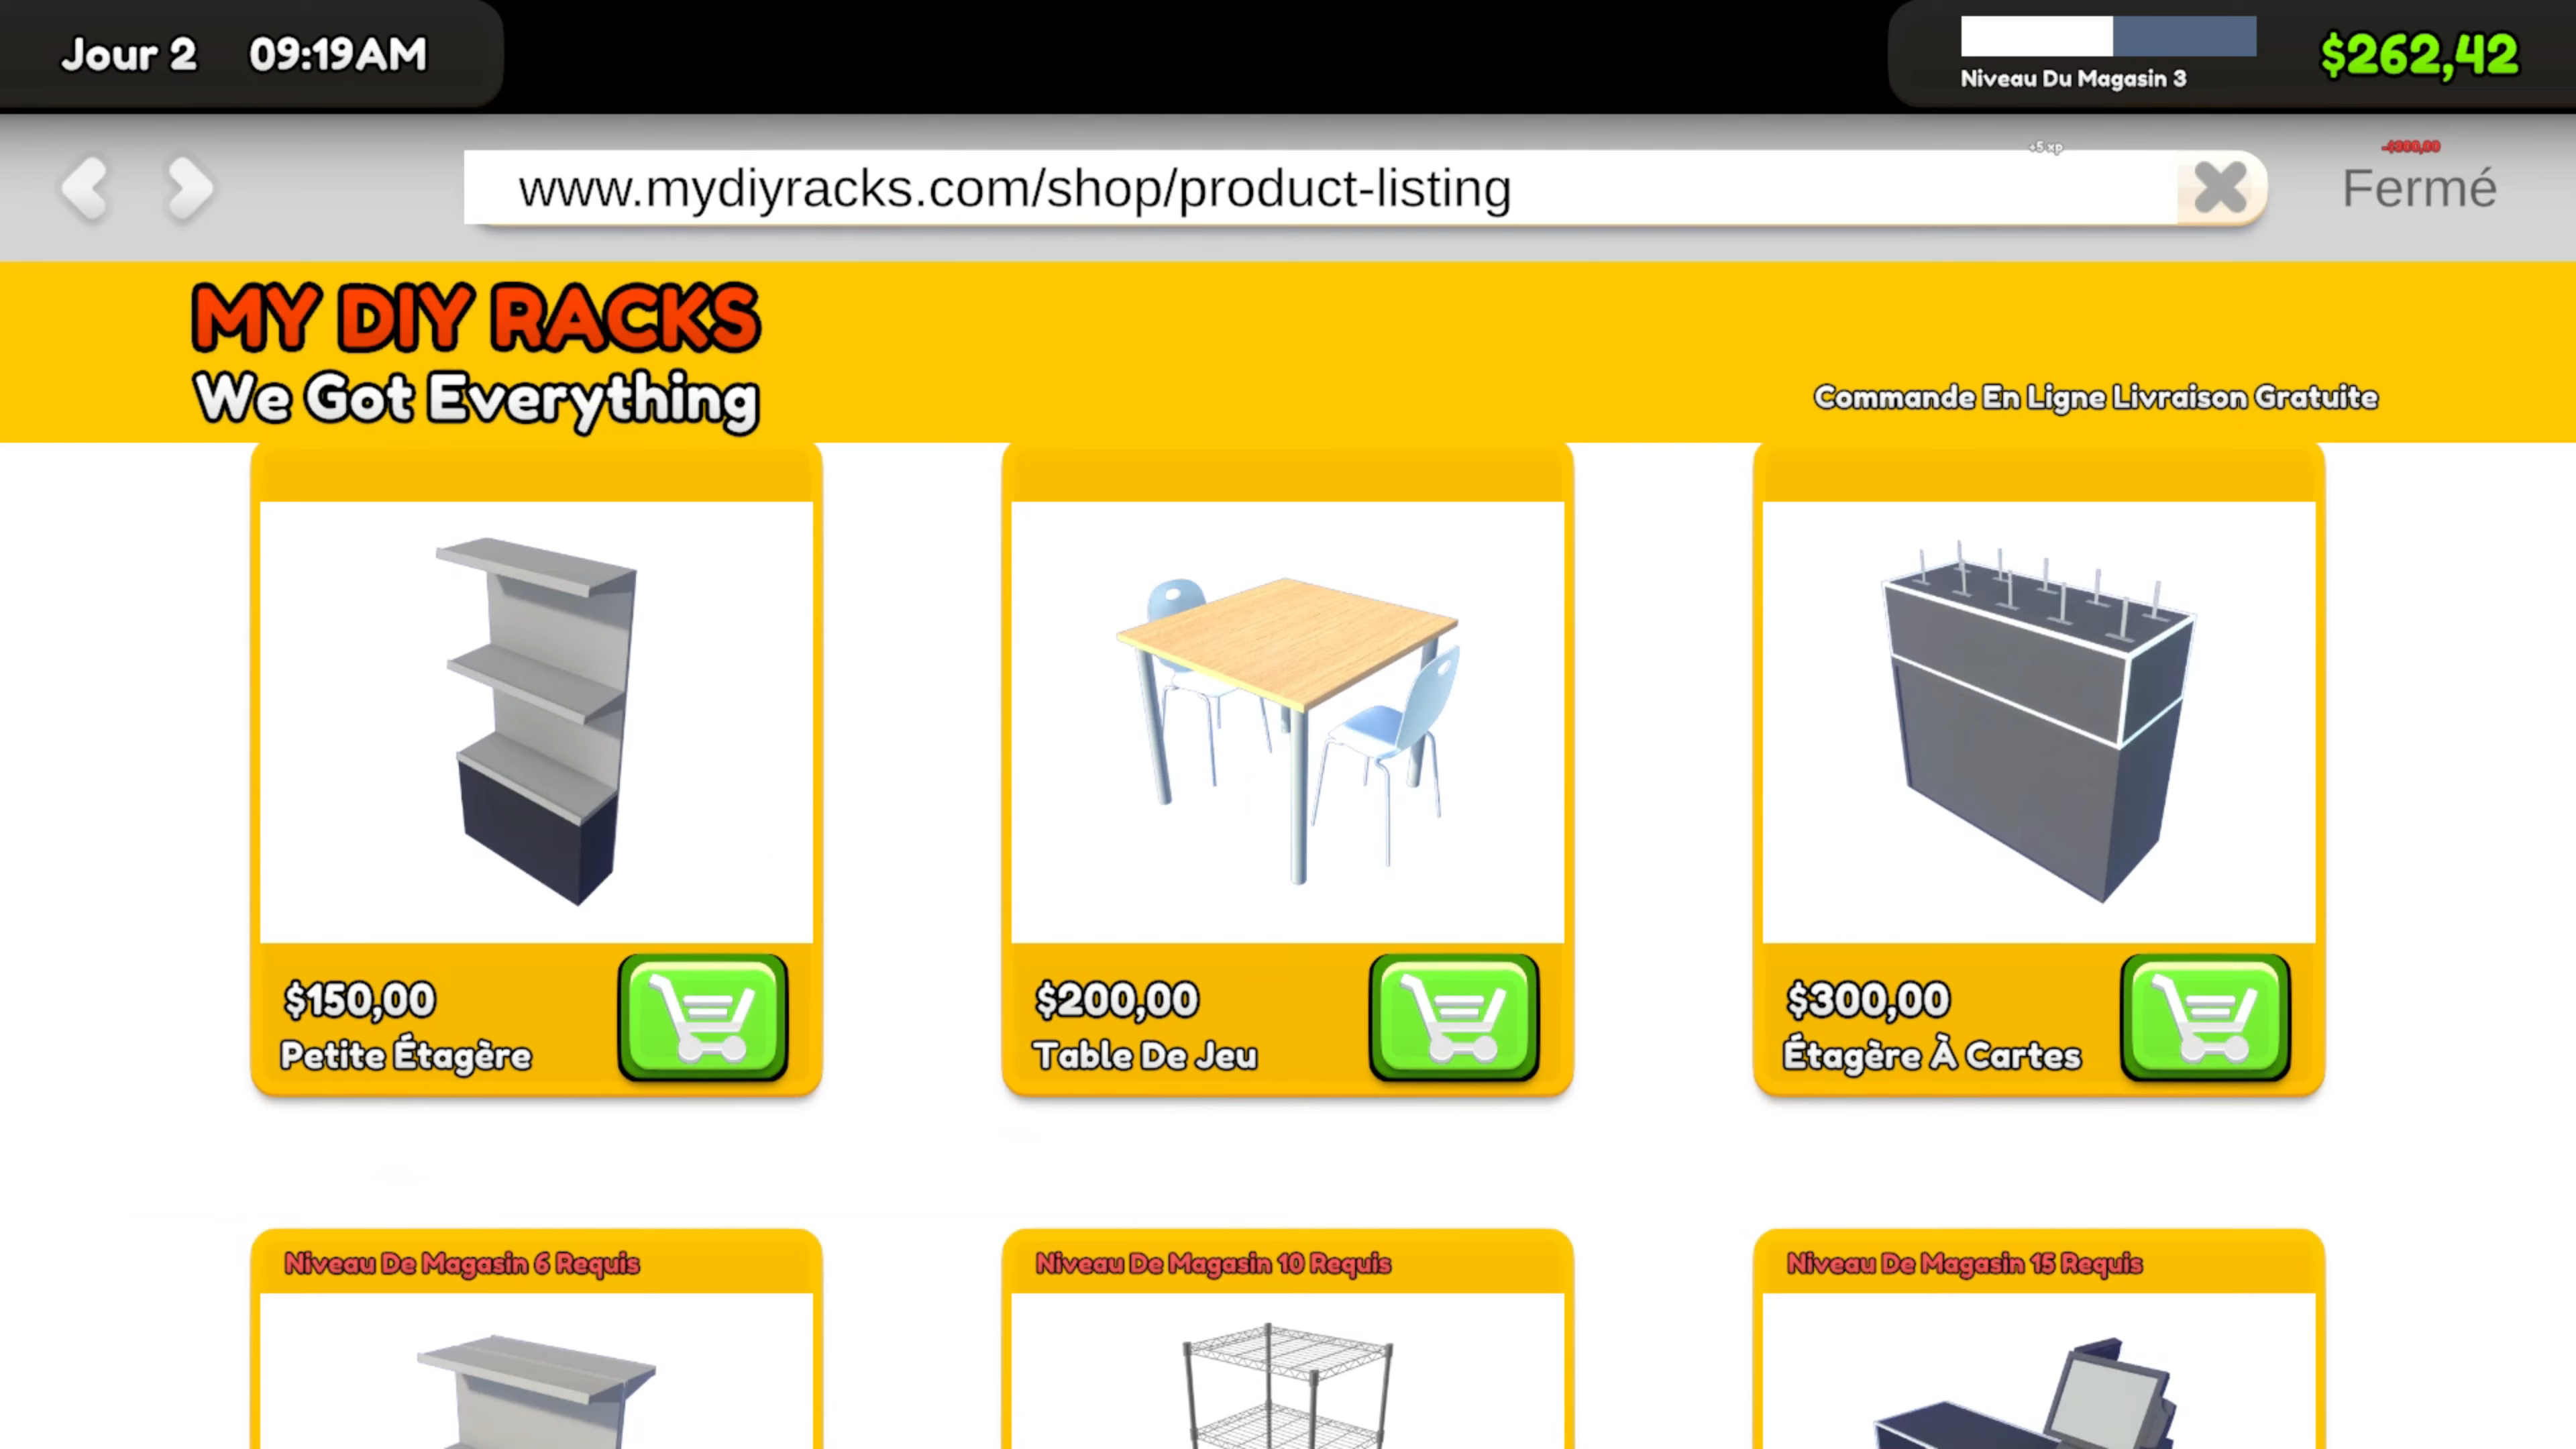 Jour 2 09:19AM
Niveau Du Magasin 3
$262,42
+5 xp
www.mydiyracks.com/shop/product-listing
Fermé
MY DIY RACKS
We Got Everything
Commande En Ligne Livraison Gratuite
$150,00
Petite Étagère
$200,00
Table De Jeu
$300,00
Étagère À Cartes
Niveau De Magasin 6 Requis
Niveau De Magasin 10 Requis
Niveau De Magasin 15 Requis